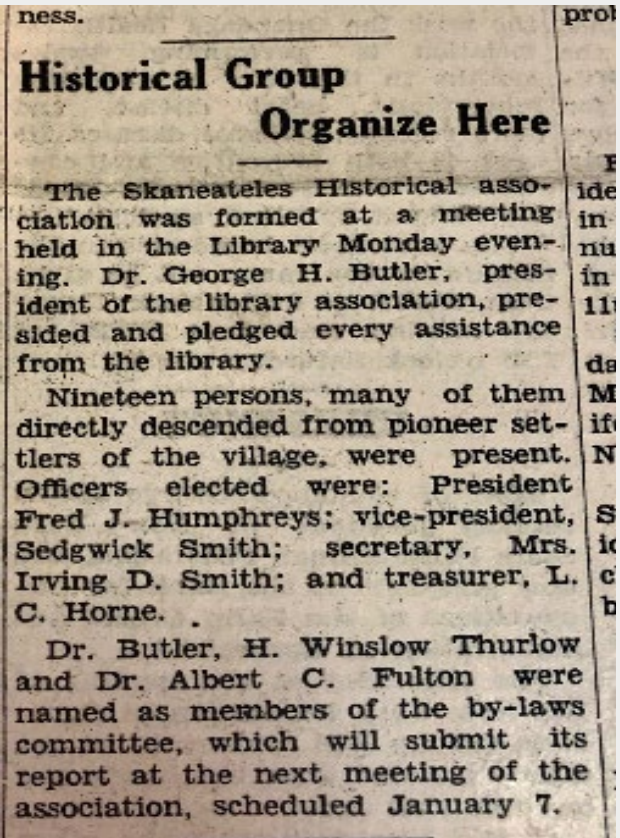 ness.
Historical Group
Organize Here
The Skaneateles Historical asso-
ciation was formed at a meeting
held in the Library Monday even-
ing. Dr. George H. Butler, pres-
ident of the library association, pre-
sided and pledged every assistance
from the library.
Nineteen persons, many of them
directly descended from pioneer set-
tlers of the village, were present.
Officers elected were: President
Fred J. Humphreys; vice-president,
Sedgwick Smith; secretary, Mrs.
Irving D. Smith; and treasurer, L.
C. Horne.
Dr. Butler, H. Winslow Thurlow
and Dr. Albert C. Fulton were
named as members of the by-laws
committee, which will submit its
report at the next meeting of the
association, scheduled January 7.